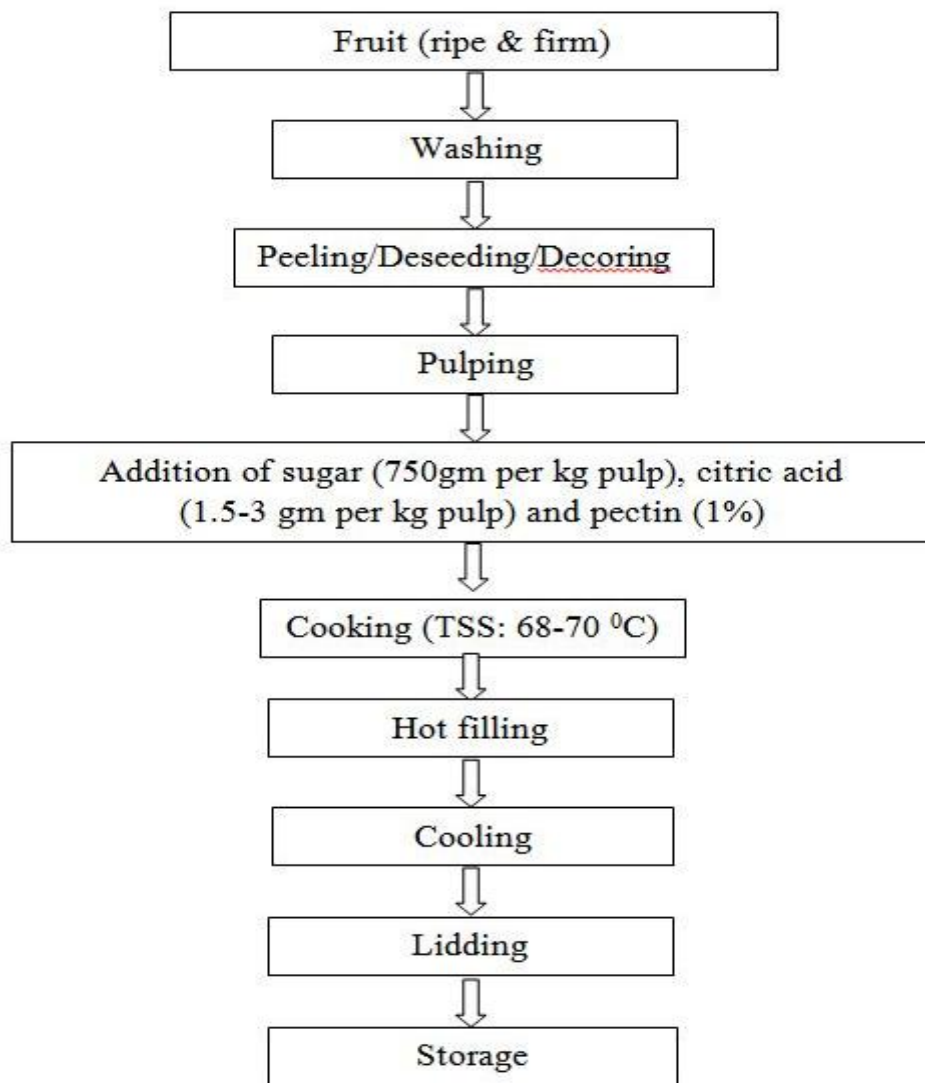 Fruit (ripe & firm)
Washing
Peeling/Deseeding/Decoring
Pulping
Addition of sugar (750gm per kg pulp), citric acid
(1.5-3 gm per kg pulp) and pectin (1%)
Cooking (TSS: 68-70 ⁰C)
Hot filling
Cooling
Lidding
Storage